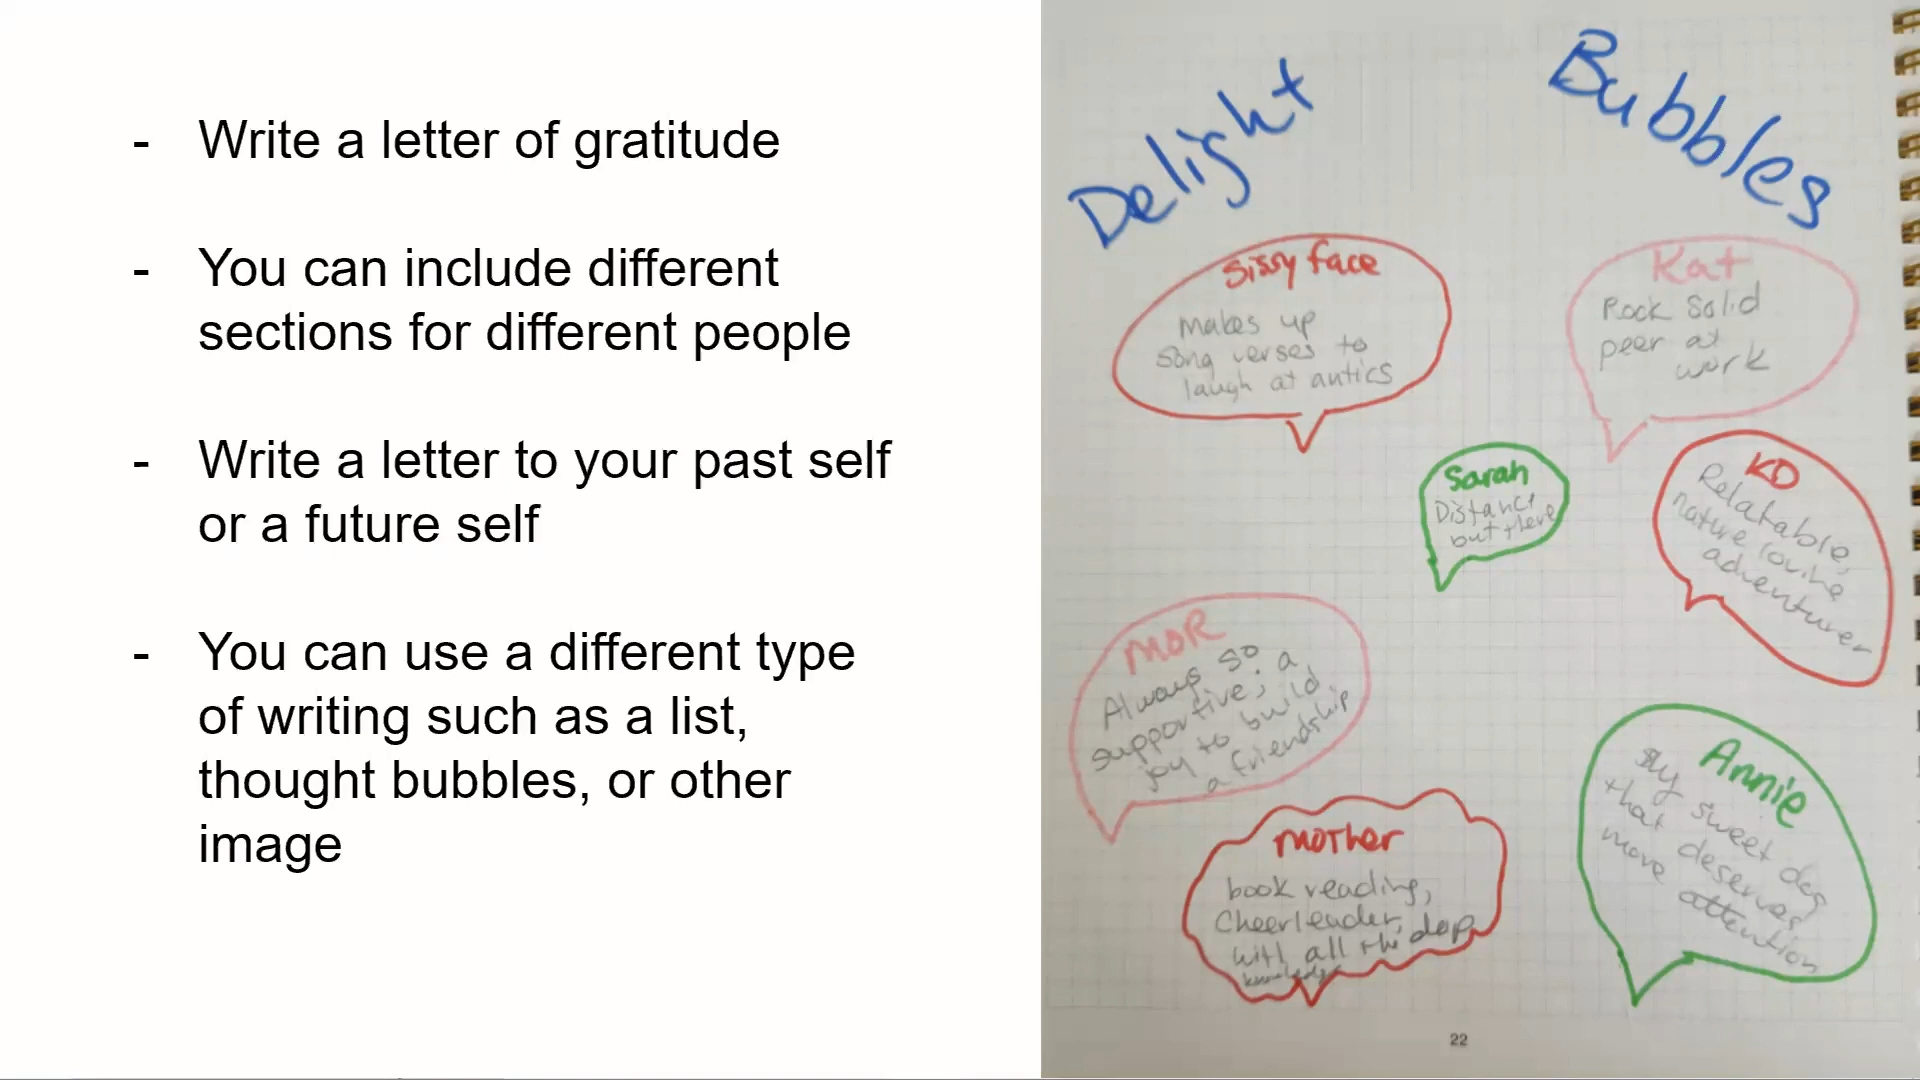 - Write a letter of gratitude
- You can include different
sections for different people
- Write a letter to your past self
or a future self
- You can use a different type
of writing such as a list,
thought bubbles, or other
image
Delight
Bubbles
Sissy face
makes up
song verses to
laugh at antics
Kat
Rock Solid
peer at
work
Sarah
Distance
but there
KD
Relatable,
nature loving
adventurer
MOR
Always so
supportive; a
joy to build
a friendship
Mother
book reading,
Cheerleader,
with all the
knowledge
Annie
My sweet dog
that deserves
more attention
22